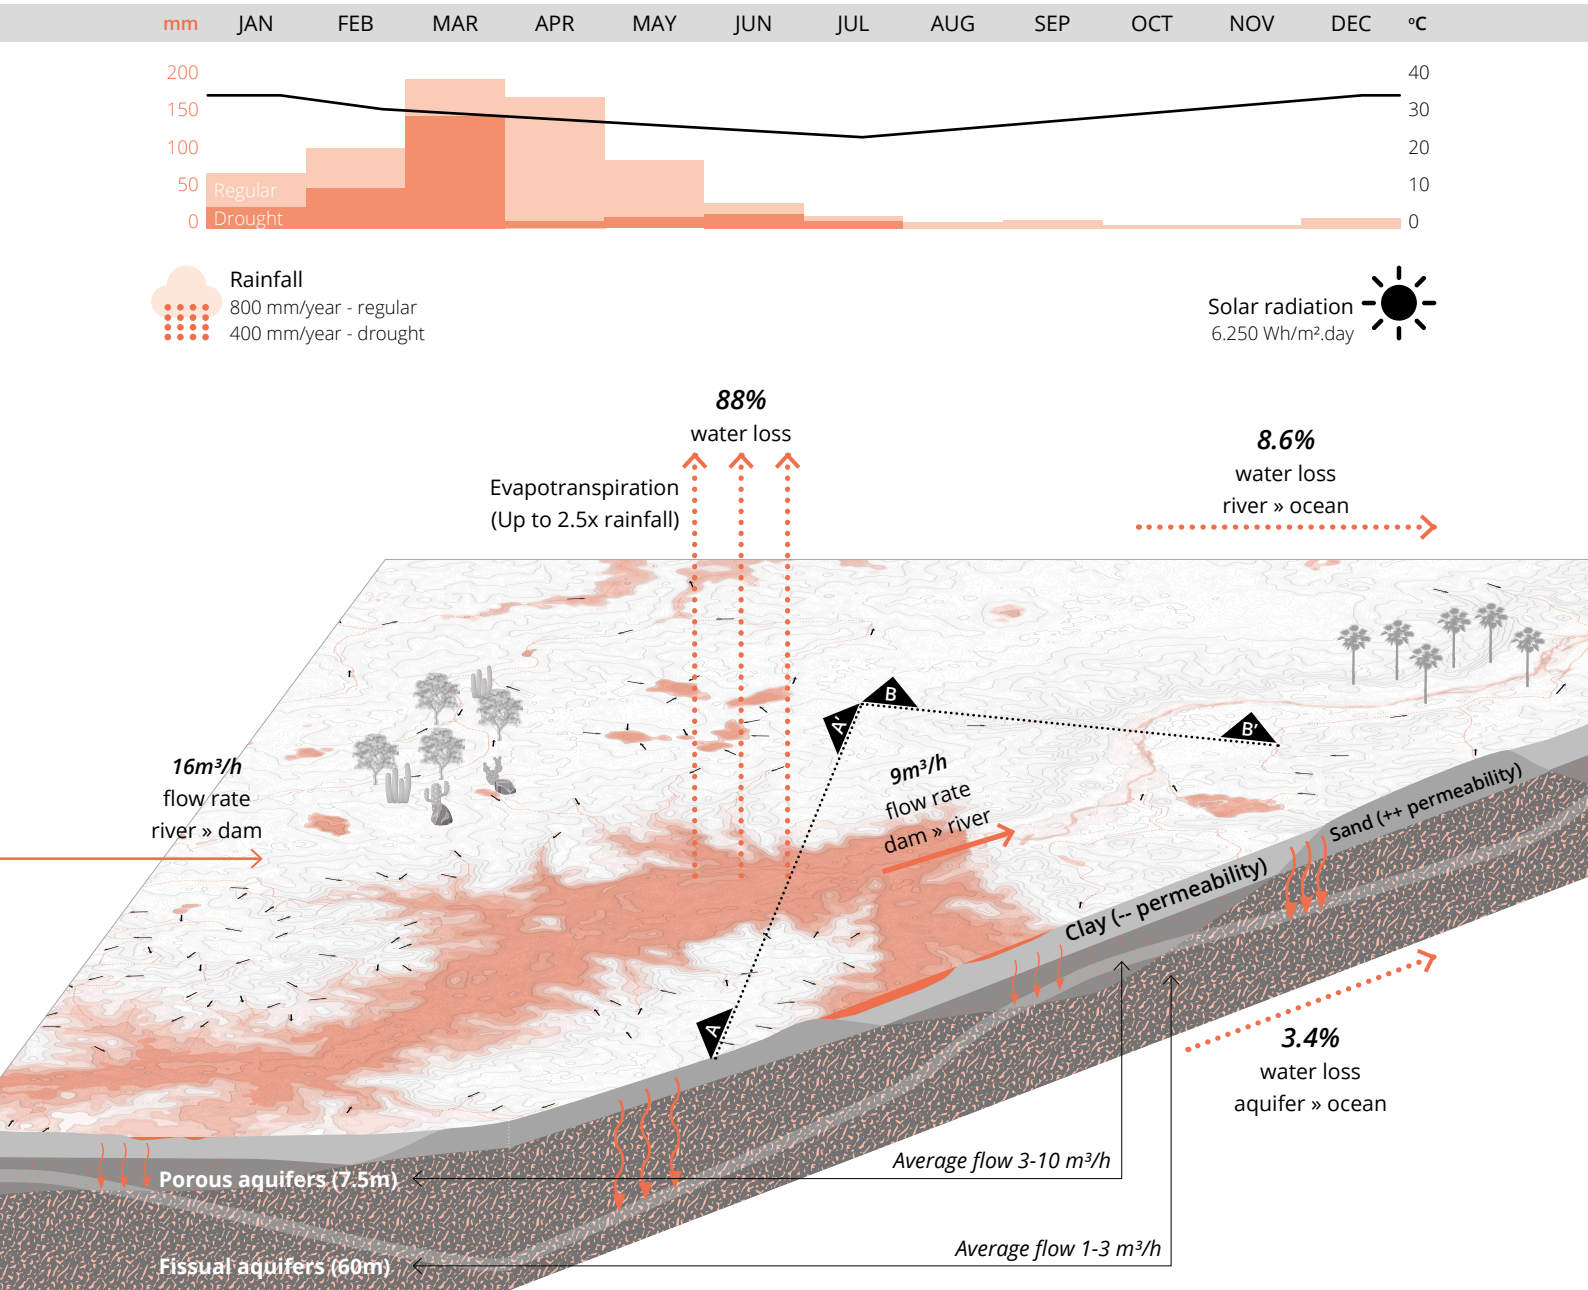 mm JAN FEB MAR APR MAY JUN JUL AUG SEP OCT NOV DEC ºC
200 40
150 30
100 20
50 Regular 10
0 Drought 0
Rainfall
800 mm/year - regular
400 mm/year - drought
Solar radiation
6.250 Wh/m².day
88%
water loss
Evapotranspiration
(Up to 2.5x rainfall)
8.6%
water loss
river » ocean
B
A'
B'
16m³/h
flow rate
river » dam
9m³/h
flow rate
dam » river
Sand (++ permeability)
Clay (-- permeability)
A
3.4%
water loss
aquifer » ocean
Average flow 3-10 m³/h
Porous aquifers (7.5m)
Average flow 1-3 m³/h
Fissual aquifers (60m)